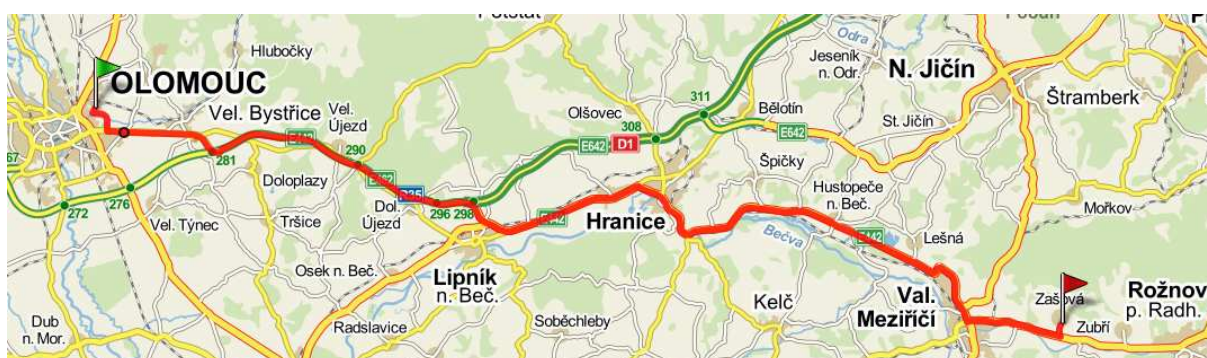 Potštát
Odra
Hlubočky
Jeseník
n. Odr.
N. Jičín
OLOMOUC
Olšovec
311
Bělotín
Štramberk
Vel. Bystřice
Vel.
Újezd
308
E442
E642
D1
E642
St. Jičín
67
281
290
Špičky
Doloplazy
E462
R35
Hustopeče
n. Beč.
272
276
Vel. Týnec
Tršice
Dol.
Újezd
296
298
E442
Hranice
Mořkov
Bečva
E442
Lešná
Osek n. Beč.
Lipník
n. Beč.
Kelč
Val.
Meziříčí
Zašová
Rožnov
p. Radh.
Dub
n. Mor.
Radslavice
Soběchleby
Zubří